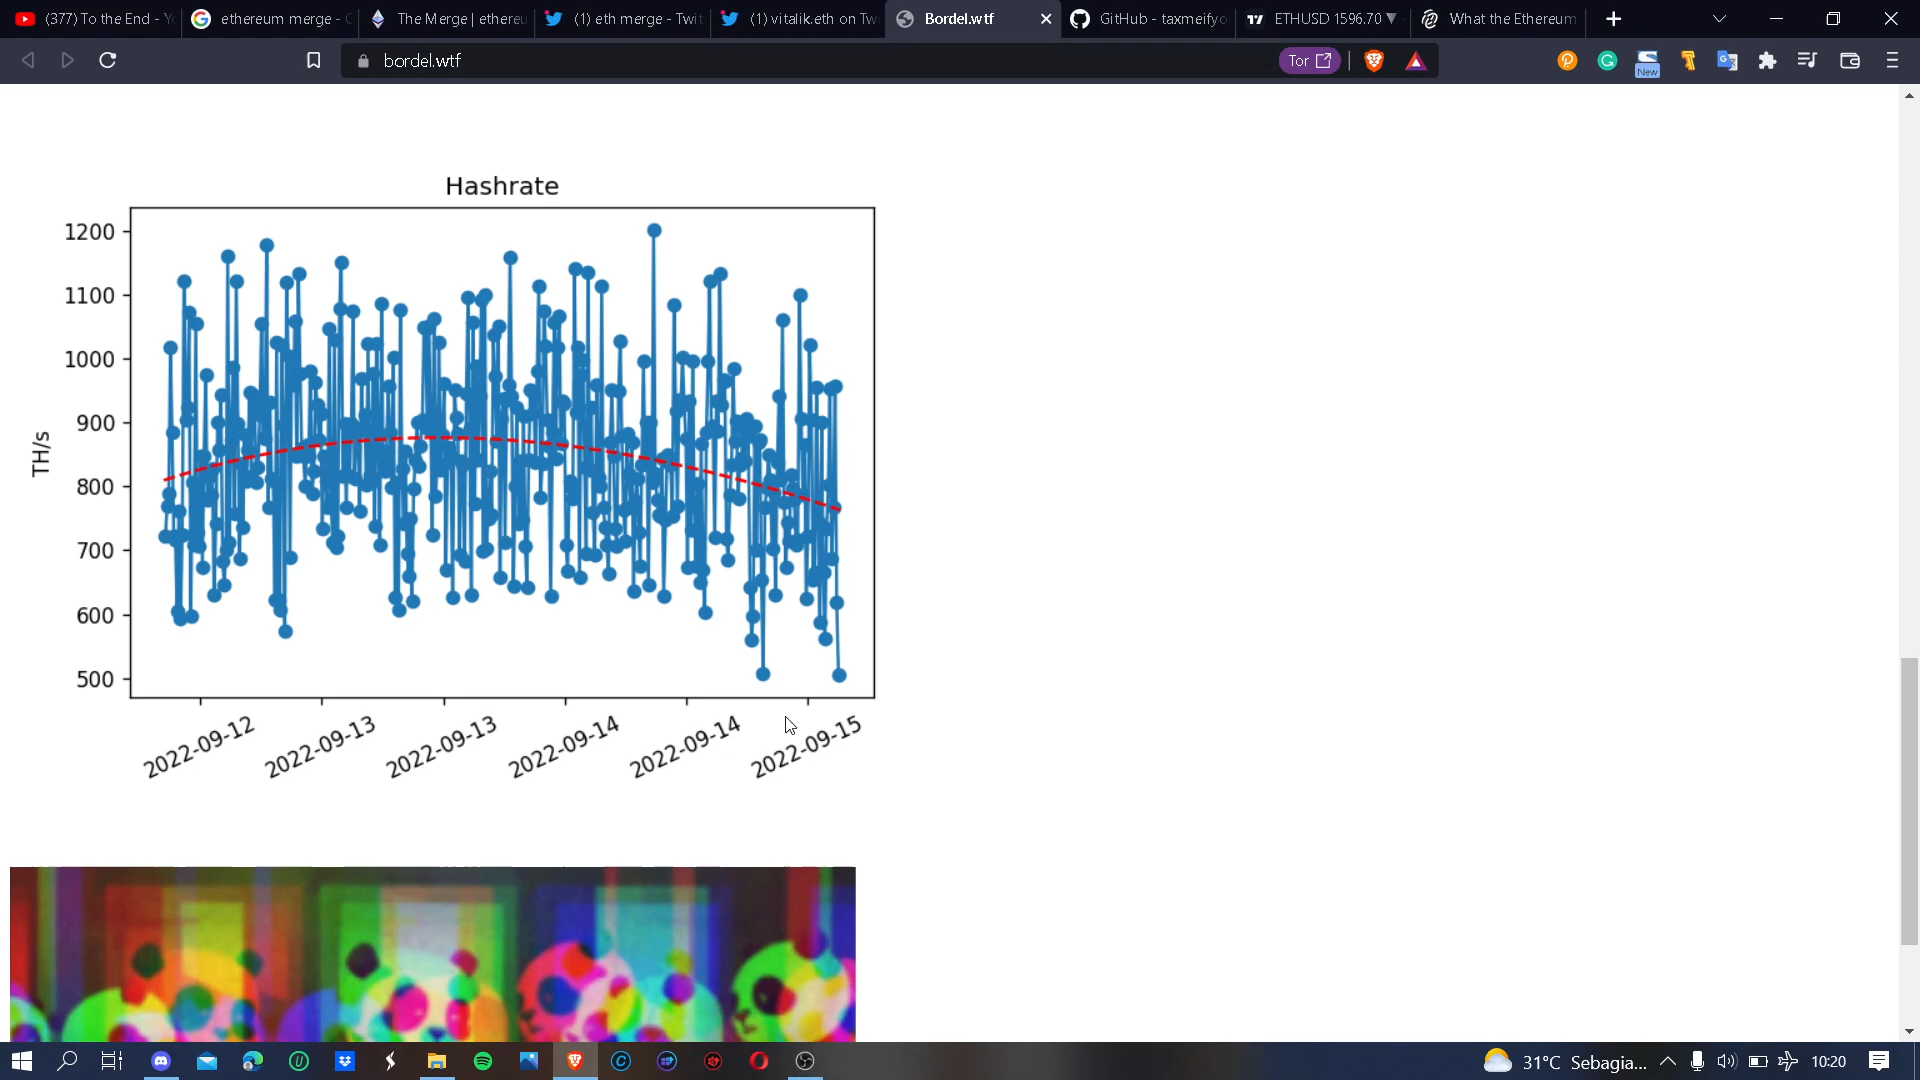 (377) To the End - Y
ethereum merge - G
The Merge | ethereu
(1) eth merge - Twit
(1) vitalik.eth on Tw
Bordel.wtf
GitHub - taxmeifyo
ETHUSD 1596.70
What the Ethereum
bordel.wtf
Tor
New
Hashrate
1200
1100
1000
900
800
700
600
500
TH/s
2022-09-12
2022-09-13
2022-09-13
2022-09-14
2022-09-14
2022-09-15
31°C Sebagia...
10:20